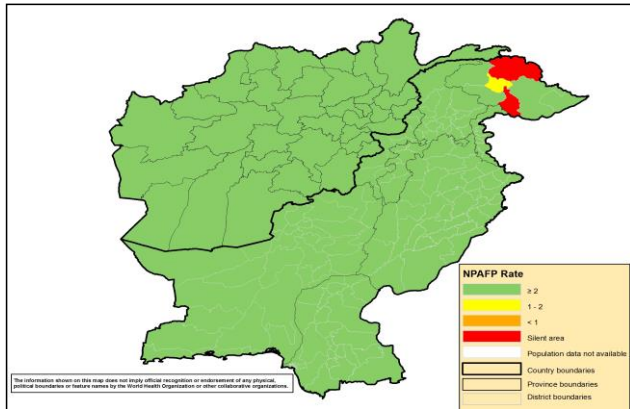 NPAFP Rate
≥ 2
1 - 2
< 1
Silent area
Population data not available
Country boundaries
Province boundaries
District boundaries
The information shown on this map does not imply official recognition or endorsement of any physical,
political boundaries or feature names by the World Health Organization or other collaborative organizations.